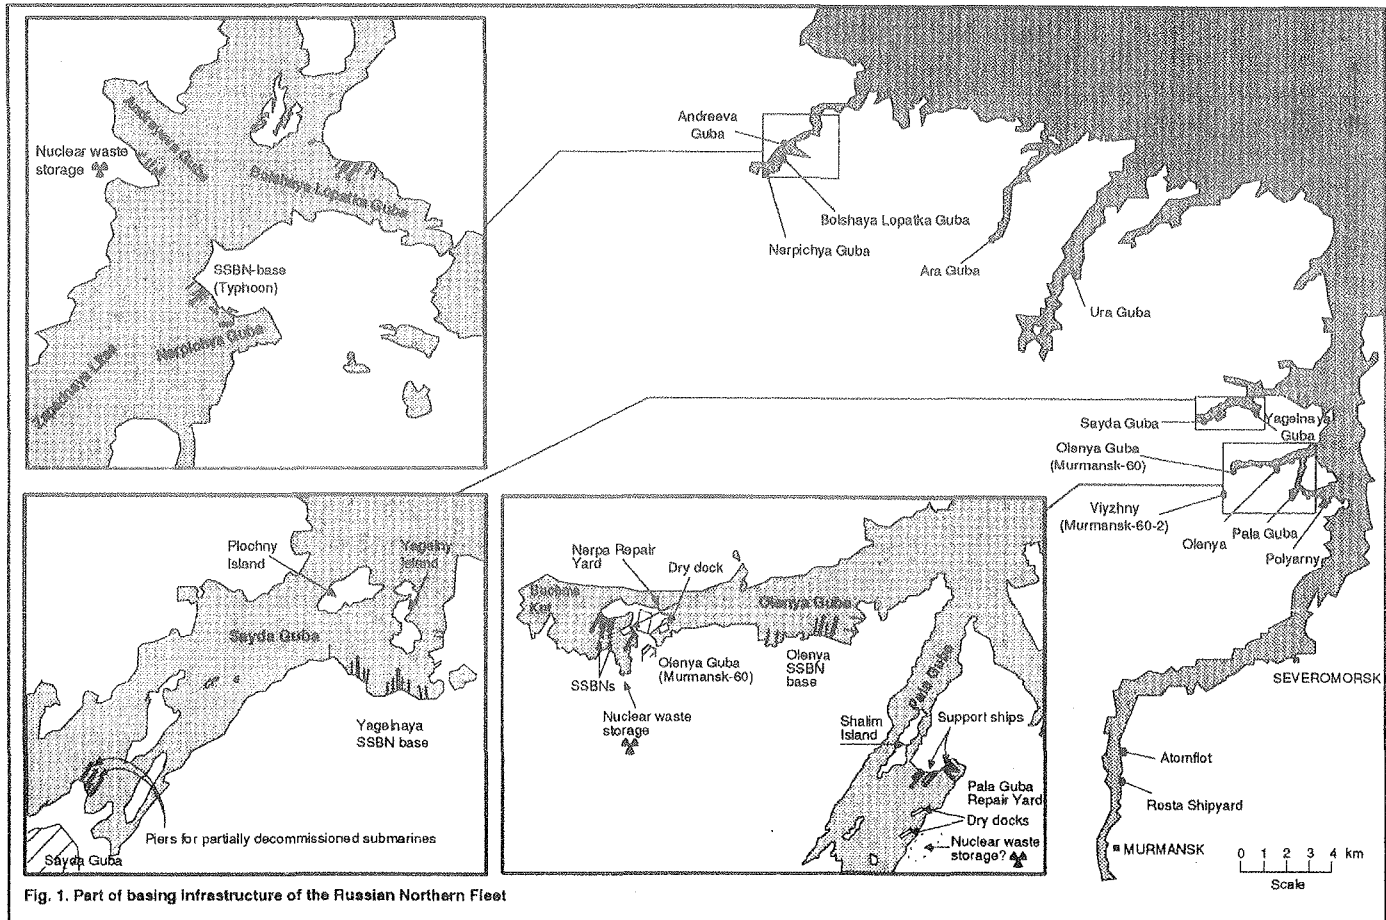 Andreeva Guba
Nuclear waste
storage
Bolshaya Lopatka Guba
SSBN-base
(Typhoon)
Nerpichya Guba
Zapadnaya Litsa
Andreeva
Guba
Bolshaya Lopatka Guba
Nerpichya Guba
Ara Guba
Ura Guba
Sayda Guba
Yagelnaya
Guba
Olenya Guba
(Murmansk-60)
Viyzhny
(Murmansk-60-2)
Olenya
Pala Guba
Polyarny
SEVEROMORSK
Atomflot
Rosta Shipyard
MURMANSK
0 1 2 3 4 km
Scale
Plochny
Island
Yagelny
Island
Sayda Guba
Yagelnaya
SSBN base
Piers for partially decommissioned submarines
Sayda Guba
Nerpa Repair
Yard
Dry dock
Kut
Olenya Guba
SSBNs
Olenya Guba
(Murmansk-60)
Olenya
SSBN
base
Nuclear waste
storage
Pala Guba
Shalim
Island
Support ships
Pala Guba
Repair Yard
Dry docks
Nuclear waste
storage?
Fig. 1. Part of basing infrastructure of the Russian Northern Fleet